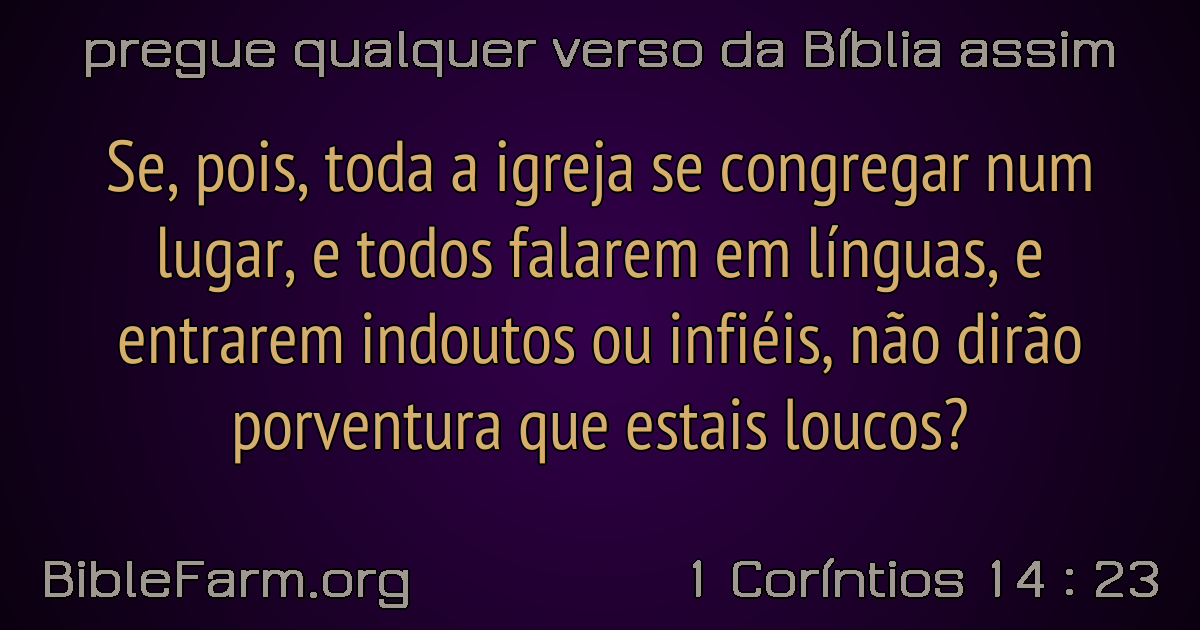 pregue qualquer verso da Bíblia assim
Se, pois, toda a igreja se congregar num
lugar, e todos falarem em línguas, e
entrarem indoutos ou infiéis, não dirão
porventura que estais loucos?
BibleFarm.org
1 Coríntios 14 : 23